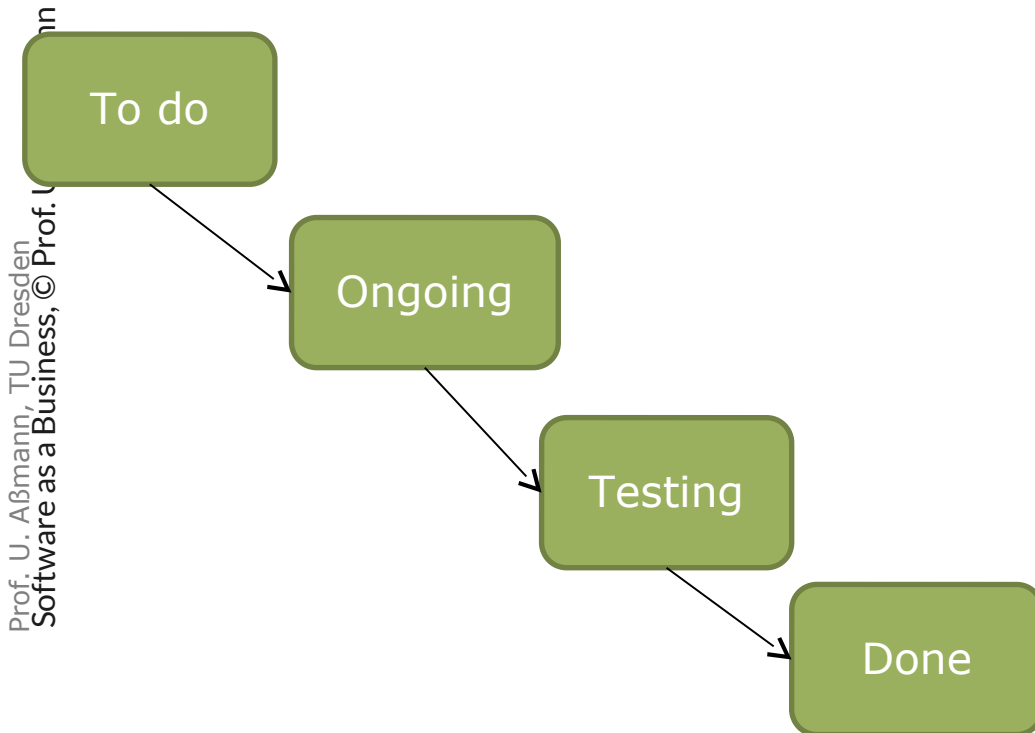 To do
Ongoing
Testing
Done
Prof. U. Aßmann, TU Dresden
Software as a Business, © Prof.